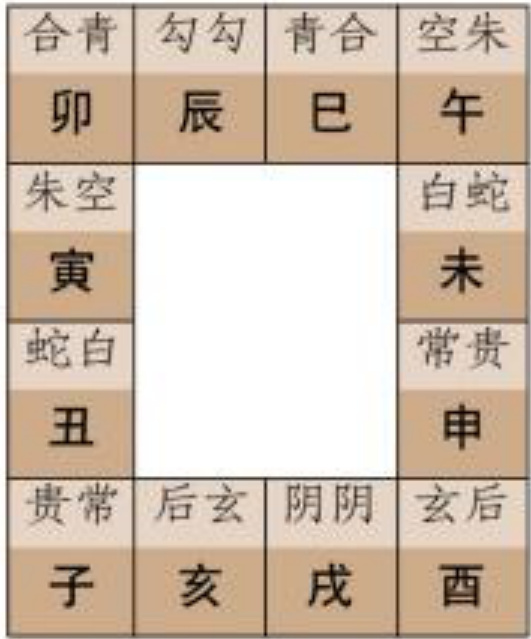 合青 勾勾 青合 空朱
卯 辰 巳 午
朱空 白蛇
寅 未
蛇白 常贵
丑 申
贵常 后玄 阴阴 玄后
子 亥 戌 酉